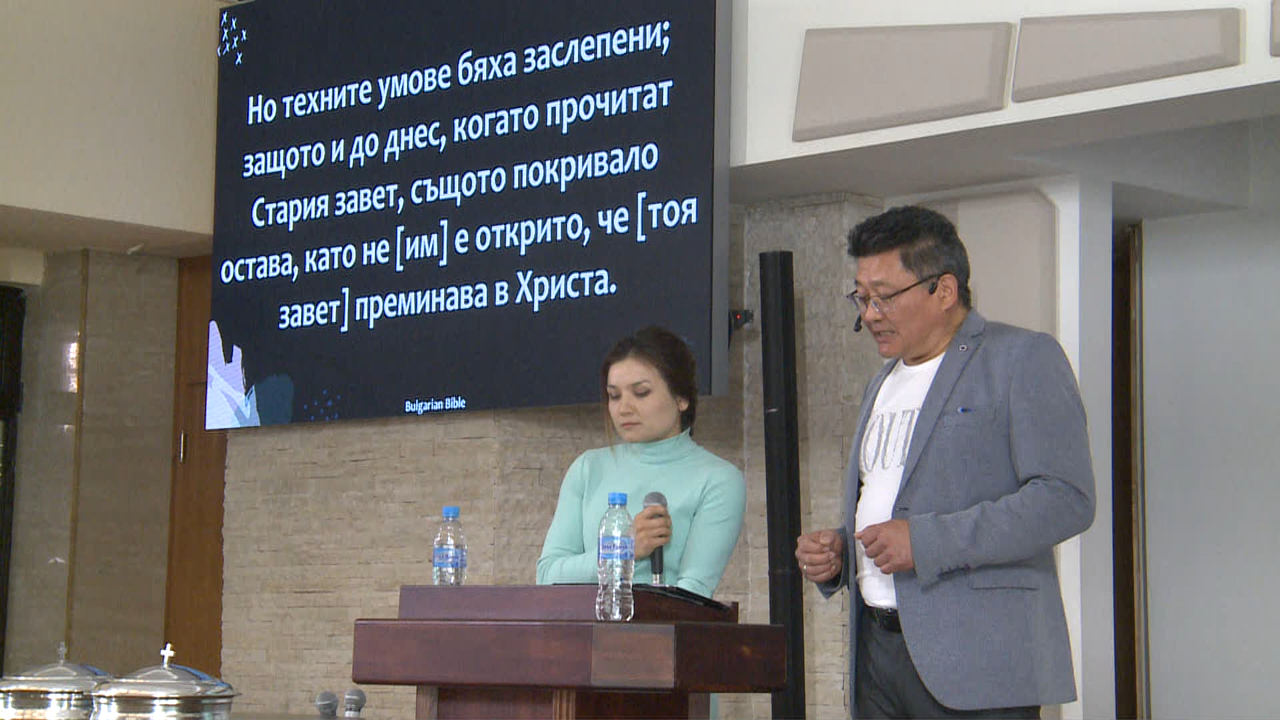 Но техните умове бяха заслепени;
защото и до днес, когато прочитат
Стария завет, същото покривало
остава, като не [им] е открито, че [тоя
завет] преминава в Христа.
Bulgarian Bible